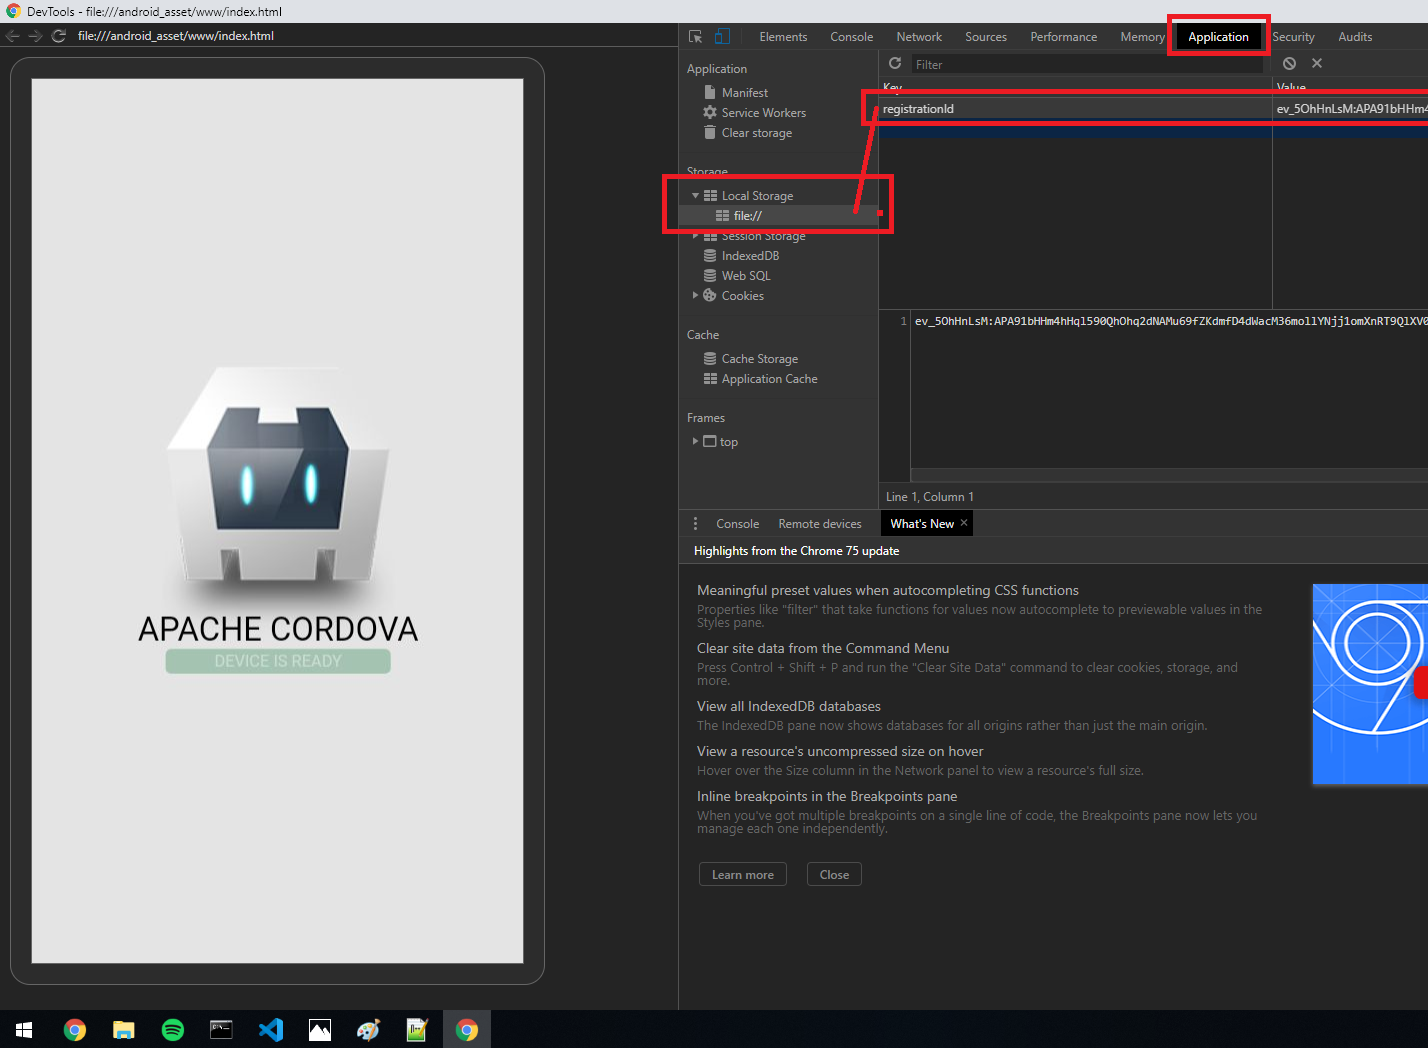 DevTools - file:///android_asset/www/index.html
file:///android_asset/www/index.html
Elements Console Network Sources Performance Memory Application Security Audits
Application
Manifest
Service Workers
Clear storage
Storage
Local Storage
file://
Session Storage
IndexedDB
Web SQL
Cookies
Cache
Cache Storage
Application Cache
Frames
top
Filter
Key Value
registrationId ev_5OhHnLsM:APA91bHHm4
1 ev_5OhHnLsM:APA91bHHm4hHql590QhOhq2dNAMu69fZKdmfD4dWacM36mollYNjj1omXnRT9QlXV0
Line 1, Column 1
APACHE CORDOVA
DEVICE IS READY
Console Remote devices What's New
Highlights from the Chrome 75 update
Meaningful preset values when autocompleting CSS functions
Properties like "filter" that take functions for values now autocomplete to previewable values in the
Styles pane.
Clear site data from the Command Menu
Press Control + Shift + P and run the "Clear Site Data" command to clear cookies, storage, and
more.
View all IndexedDB databases
The IndexedDB pane now shows databases for all origins rather than just the main origin.
View a resource's uncompressed size on hover
Hover over the Size column in the Network panel to view a resource's full size.
Inline breakpoints in the Breakpoints pane
When you've got multiple breakpoints on a single line of code, the Breakpoints pane now lets you
manage each one independently.
Learn more Close